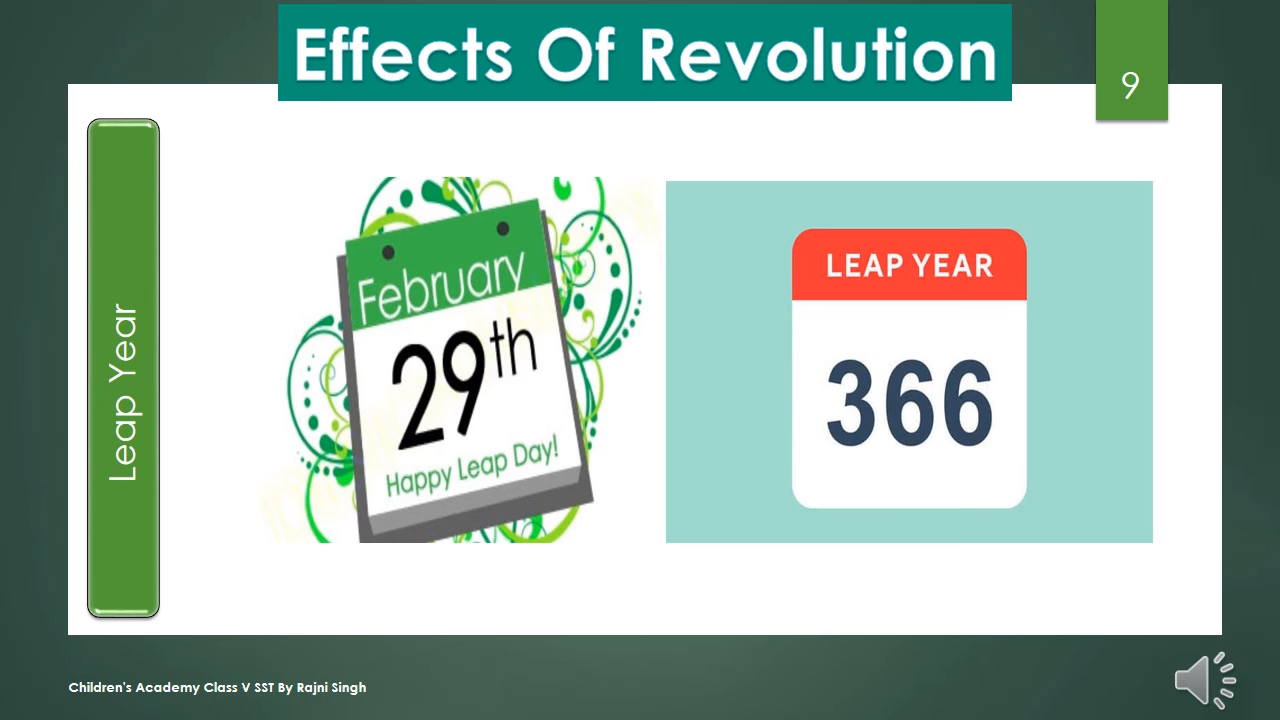 Effects Of Revolution
9
Leap Year
February
29th
Happy Leap Day!
LEAP YEAR
366
Children's Academy Class V SST By Rajni Singh